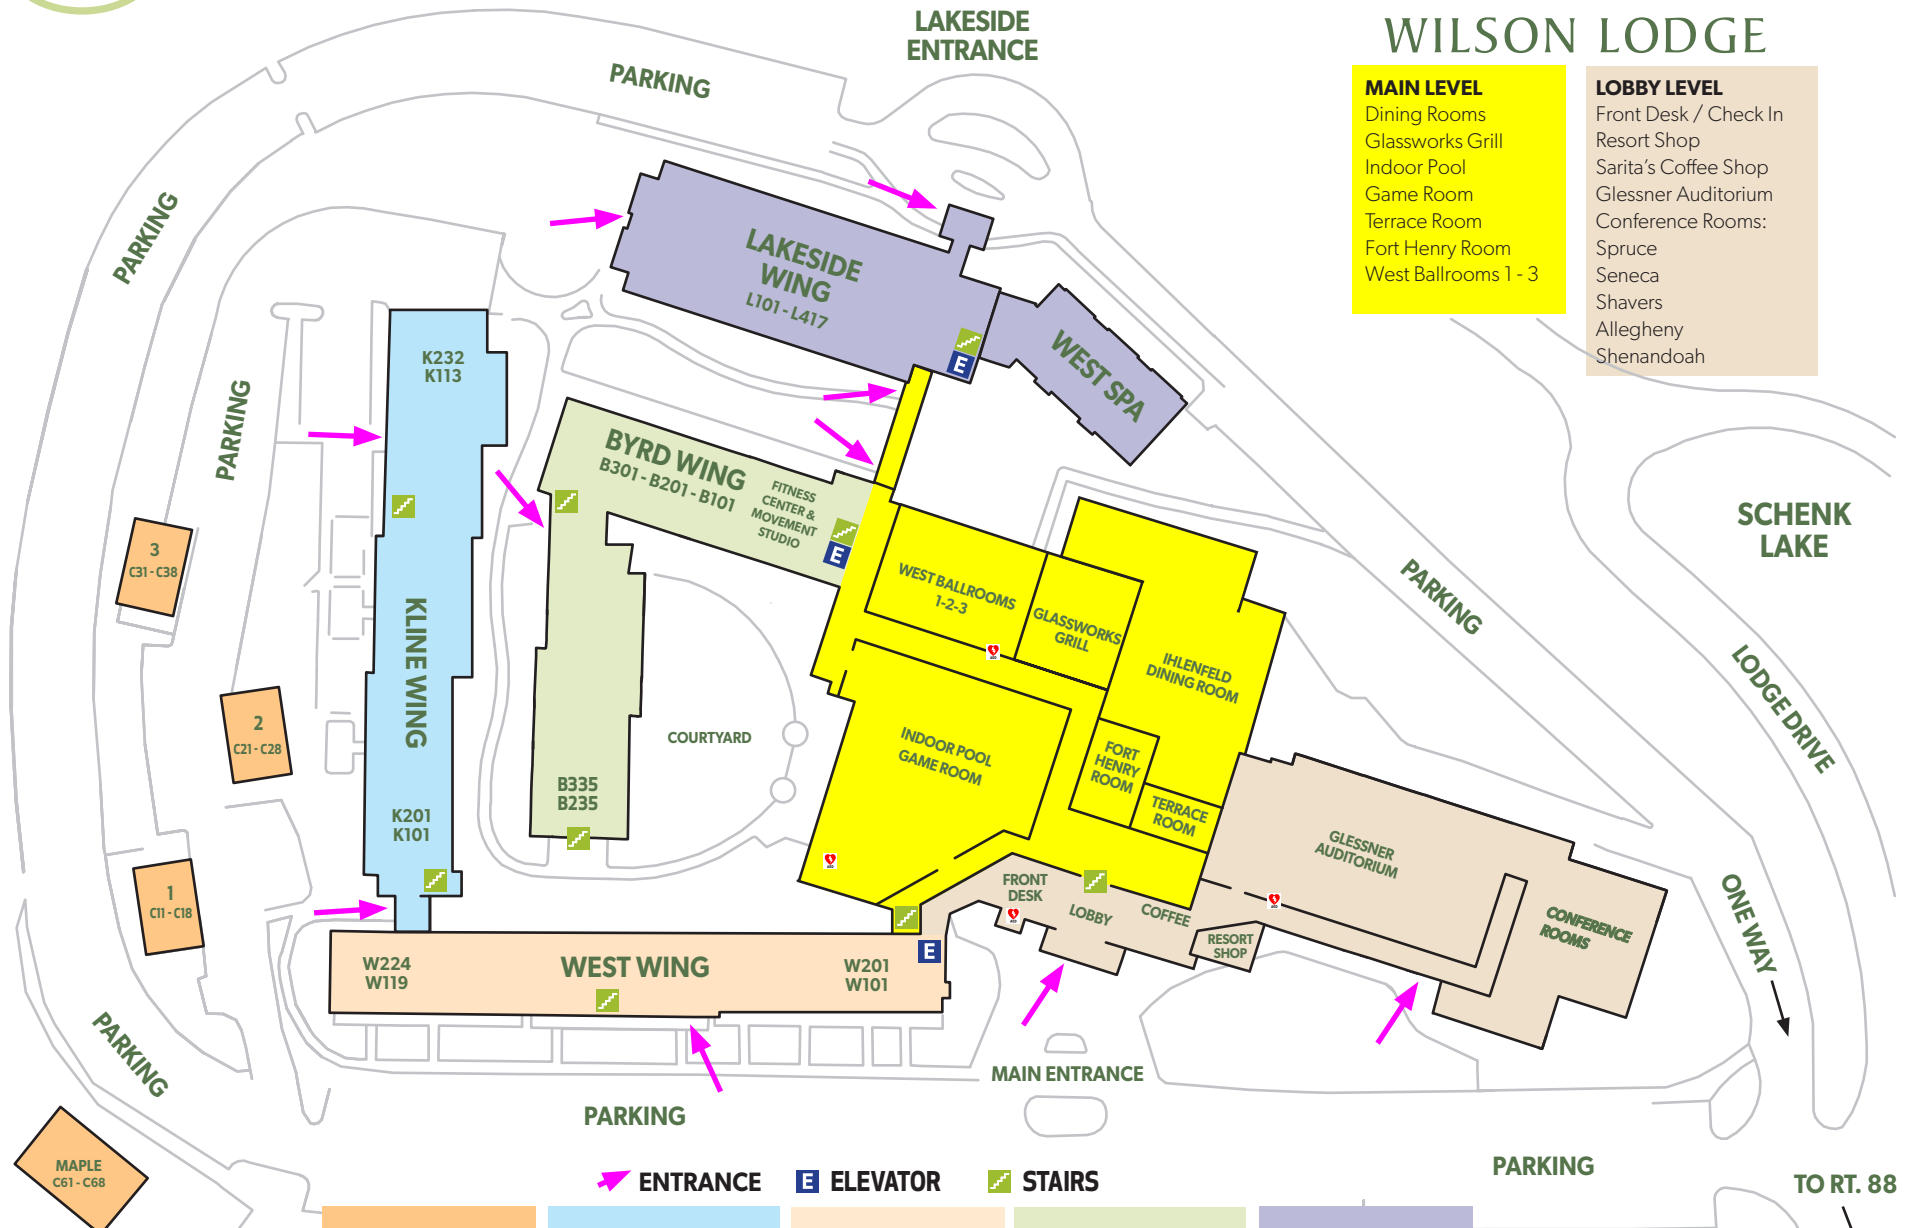 LAKESIDE
ENTRANCE
WILSON LODGE
MAIN LEVEL
Dining Rooms
Glassworks Grill
Indoor Pool
Game Room
Terrace Room
Fort Henry Room
West Ballrooms 1 - 3
LOBBY LEVEL
Front Desk / Check In
Resort Shop
Sarita's Coffee Shop
Glessner Auditorium
Conference Rooms:
Spruce
Seneca
Shavers
Allegheny
Shenandoah
PARKING
PARKING
PARKING
LAKESIDE
WING
L101 - L417
E
WEST SPA
K232
K113
KLINE WING
K201
K101
BYRD WING
B301 - B201 - B101
FITNESS
CENTER &
MOVEMENT
STUDIO
E
B335
B235
COURTYARD
WEST BALLROOMS
1-2-3
GLASSWORKS
GRILL
IHLENFELD
DINING ROOM
INDOOR POOL
GAME ROOM
FORT
HENRY
ROOM
TERRACE
ROOM
GLESSNER
AUDITORIUM
CONFERENCE
ROOMS
FRONT
DESK
LOBBY
COFFEE
RESORT
SHOP
E
W224
W119
WEST WING
W201
W101
3
C31 - C38
2
C21 - C28
1
C11 - C18
MAPLE
C61 - C68
SCHENK
LAKE
PARKING
LODGE DRIVE
ONE WAY
PARKING
MAIN ENTRANCE
PARKING
PARKING
TO RT. 88
ENTRANCE
E ELEVATOR
STAIRS